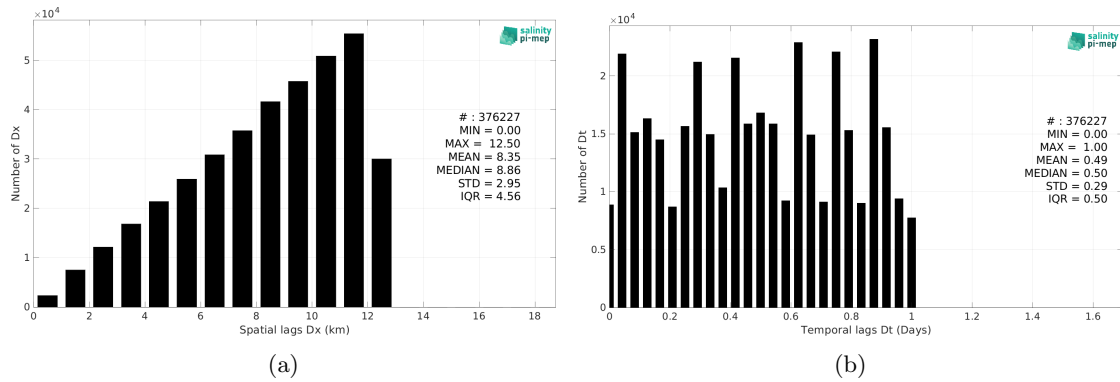 ×10⁴
salinity
pi-mep
6
5
4
3
2
1
0
Number of Dx
# : 376227
MIN = 0.00
MAX = 12.50
MEAN = 8.35
MEDIAN = 8.86
STD = 2.95
IQR = 4.56
0 2 4 6 8 10 12 14 16 18
Spatial lags Dx (km)
(a)
×10⁴
salinity
pi-mep
2
1.5
1
0.5
0
Number of Dt
# : 376227
MIN = 0.00
MAX = 1.00
MEAN = 0.49
MEDIAN = 0.50
STD = 0.29
IQR = 0.50
0 0.2 0.4 0.6 0.8 1 1.2 1.4 1.6
Temporal lags Dt (Days)
(b)